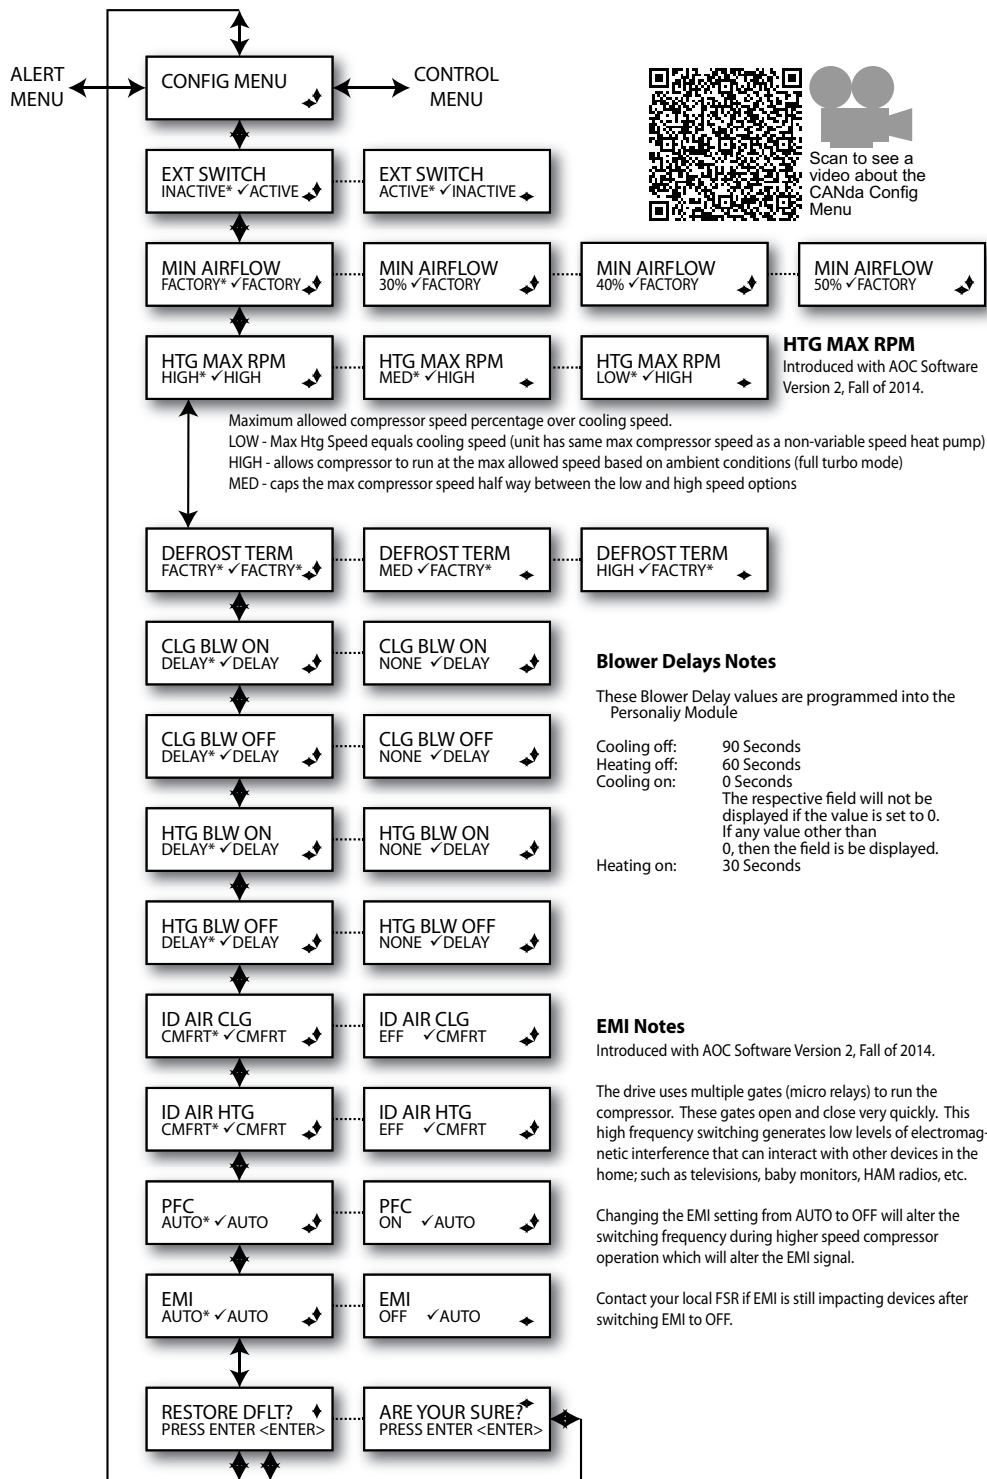 ALERT
MENU
CONFIG MENU
CONTROL
MENU
Scan to see a
video about the
CANda Config
Menu
EXT SWITCH
INACTIVE* ✓ACTIVE
EXT SWITCH
ACTIVE* ✓INACTIVE
MIN AIRFLOW
FACTORY* ✓FACTORY
MIN AIRFLOW
30% ✓FACTORY
MIN AIRFLOW
40% ✓FACTORY
MIN AIRFLOW
50% ✓FACTORY
HTG MAX RPM
HIGH* ✓HIGH
HTG MAX RPM
MED* ✓HIGH
HTG MAX RPM
LOW* ✓HIGH
HTG MAX RPM
Introduced with AOC Software
Version 2, Fall of 2014.
Maximum allowed compressor speed percentage over cooling speed.
LOW - Max Htg Speed equals cooling speed (unit has same max compressor speed as a non-variable speed heat pump)
HIGH - allows compressor to run at the max allowed speed based on ambient conditions (full turbo mode)
MED - caps the max compressor speed half way between the low and high speed options
DEFROST TERM
FACTRY* ✓FACTRY*
DEFROST TERM
MED ✓FACTRY*
DEFROST TERM
HIGH ✓FACTRY*
CLG BLW ON
DELAY* ✓DELAY
CLG BLW ON
NONE ✓DELAY
CLG BLW OFF
DELAY* ✓DELAY
CLG BLW OFF
NONE ✓DELAY
HTG BLW ON
DELAY* ✓DELAY
HTG BLW ON
NONE ✓DELAY
HTG BLW OFF
DELAY* ✓DELAY
HTG BLW OFF
NONE ✓DELAY
Blower Delays Notes
These Blower Delay values are programmed into the
Personaliy Module
Cooling off: 90 Seconds
Heating off: 60 Seconds
Cooling on: 0 Seconds
The respective field will not be
displayed if the value is set to 0.
If any value other than
0, then the field is be displayed.
Heating on: 30 Seconds
ID AIR CLG
CMFRT* ✓CMFRT
ID AIR CLG
EFF ✓CMFRT
ID AIR HTG
CMFRT* ✓CMFRT
ID AIR HTG
EFF ✓CMFRT
PFC
AUTO* ✓AUTO
PFC
ON ✓AUTO
EMI
AUTO* ✓AUTO
EMI
OFF ✓AUTO
EMI Notes
Introduced with AOC Software Version 2, Fall of 2014.
The drive uses multiple gates (micro relays) to run the
compressor. These gates open and close very quickly. This
high frequency switching generates low levels of electromag-
netic interference that can interact with other devices in the
home; such as televisions, baby monitors, HAM radios, etc.
Changing the EMI setting from AUTO to OFF will alter the
switching frequency during higher speed compressor
operation which will alter the EMI signal.
Contact your local FSR if EMI is still impacting devices after
switching EMI to OFF.
RESTORE DFLT?
PRESS ENTER <ENTER>
ARE YOUR SURE?
PRESS ENTER <ENTER>